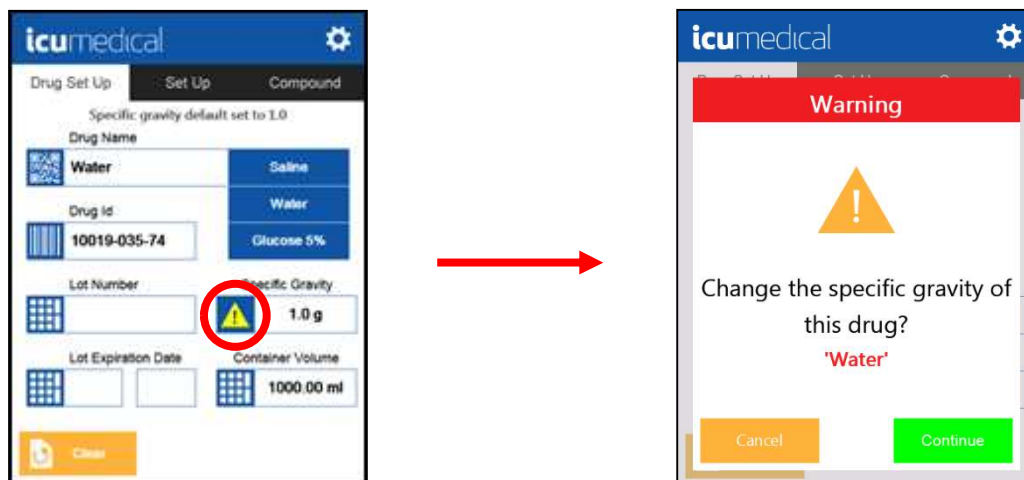 icumedical
Drug Set Up Set Up Compound
Specific gravity default set to 1.0
Drug Name
Water
Saline
Water
Glucose 5%
Drug Id
10019-035-74
Lot Number
Specific Gravity
1.0 g
Lot Expiration Date
Container Volume
1000.00 ml
Clear
icumedical
Warning
!
Change the specific gravity of
this drug?
'Water'
Cancel
Continue